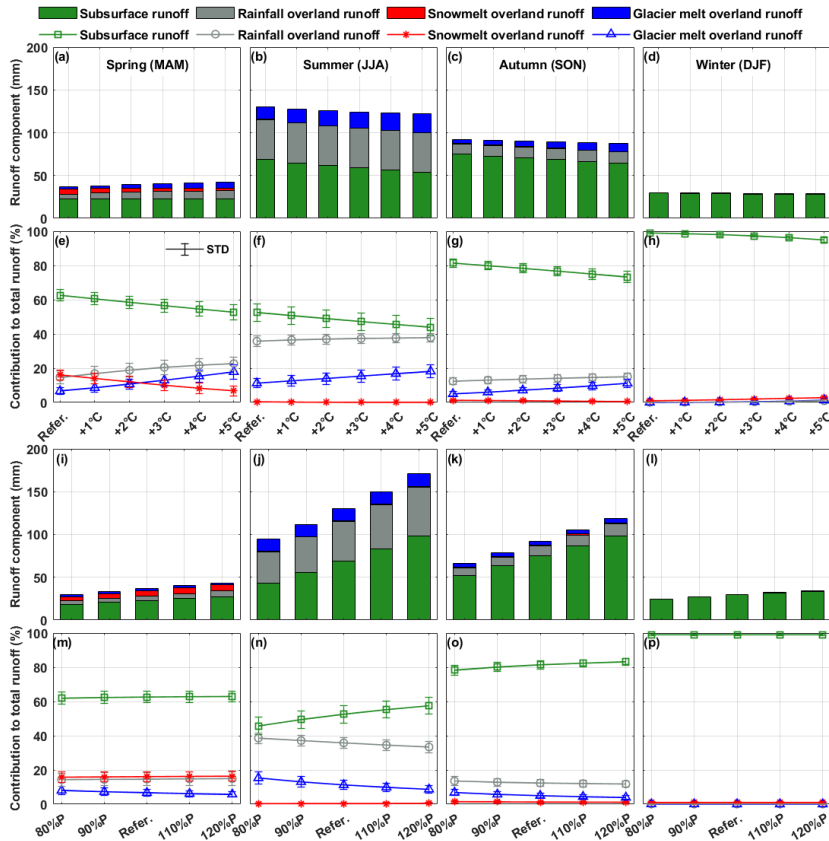 Subsurface runoff Rainfall overland runoff Snowmelt overland runoff Glacier melt overland runoff
Subsurface runoff Rainfall overland runoff Snowmelt overland runoff Glacier melt overland runoff
200 (a) (b) (c) (d)
Spring (MAM) Summer (JJA) Autumn (SON) Winter (DJF)
150
100
50
0
Runoff component (mm)
100 (e) (f) (g) (h)
STD
80
60
40
20
0
Contribution to total runoff (%)
Refer. +1°C +2°C +3°C +4°C +5°C Refer. +1°C +2°C +3°C +4°C +5°C Refer. +1°C +2°C +3°C +4°C +5°C Refer. +1°C +2°C +3°C +4°C +5°C
200 (i) (j) (k) (l)
150
100
50
0
Runoff component (mm)
100 (m) (n) (o) (p)
80
60
40
20
0
Contribution to total runoff (%)
80%P 90%P Refer. 110%P 120%P 80%P 90%P Refer. 110%P 120%P 80%P 90%P Refer. 110%P 120%P 80%P 90%P Refer. 110%P 120%P